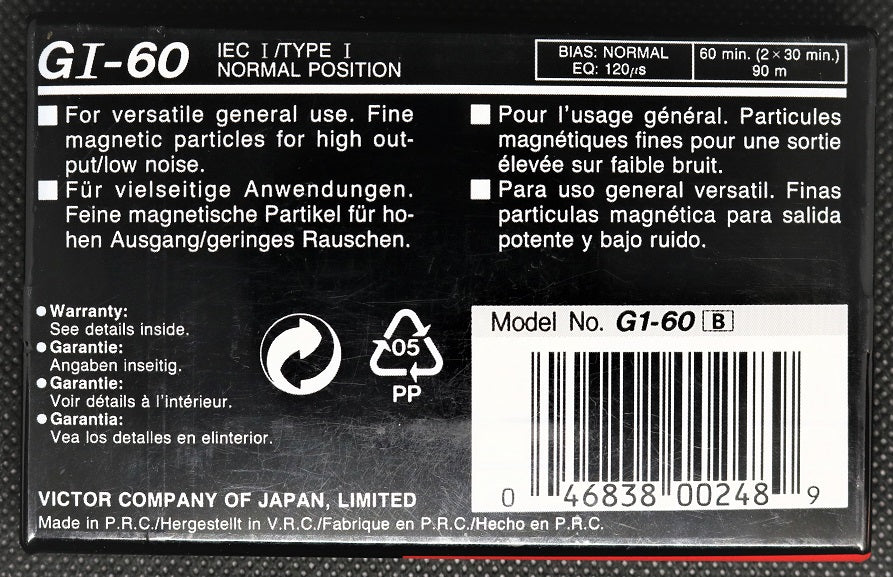 GI-60
IEC I/TYPE I
NORMAL POSITION
BIAS: NORMAL
EQ: 120μs
60 min. (2×30 min.)
90 m
For versatile general use. Fine
magnetic particles for high out-
put/low noise.
Für vielseitige Anwendungen.
Feine magnetische Partikel für ho-
hen Ausgang/geringes Rauschen.
Pour l'usage général. Particules
magnétiques fines pour une sortie
élevée sur faible bruit.
Para uso general versatil. Finas
particulas magnética para salida
potente y bajo ruido.
Warranty:
See details inside.
Garantie:
Angaben inseitig.
Garantie:
Voir détails à l'intérieur.
Garantia:
Vea los detalles en elinterior.
05
PP
Model No. G1-60 B
0 46838 00248 9
VICTOR COMPANY OF JAPAN, LIMITED
Made in P.R.C./Hergestellt in V.R.C./Fabrique en P.R.C./Hecho en P.R.C.